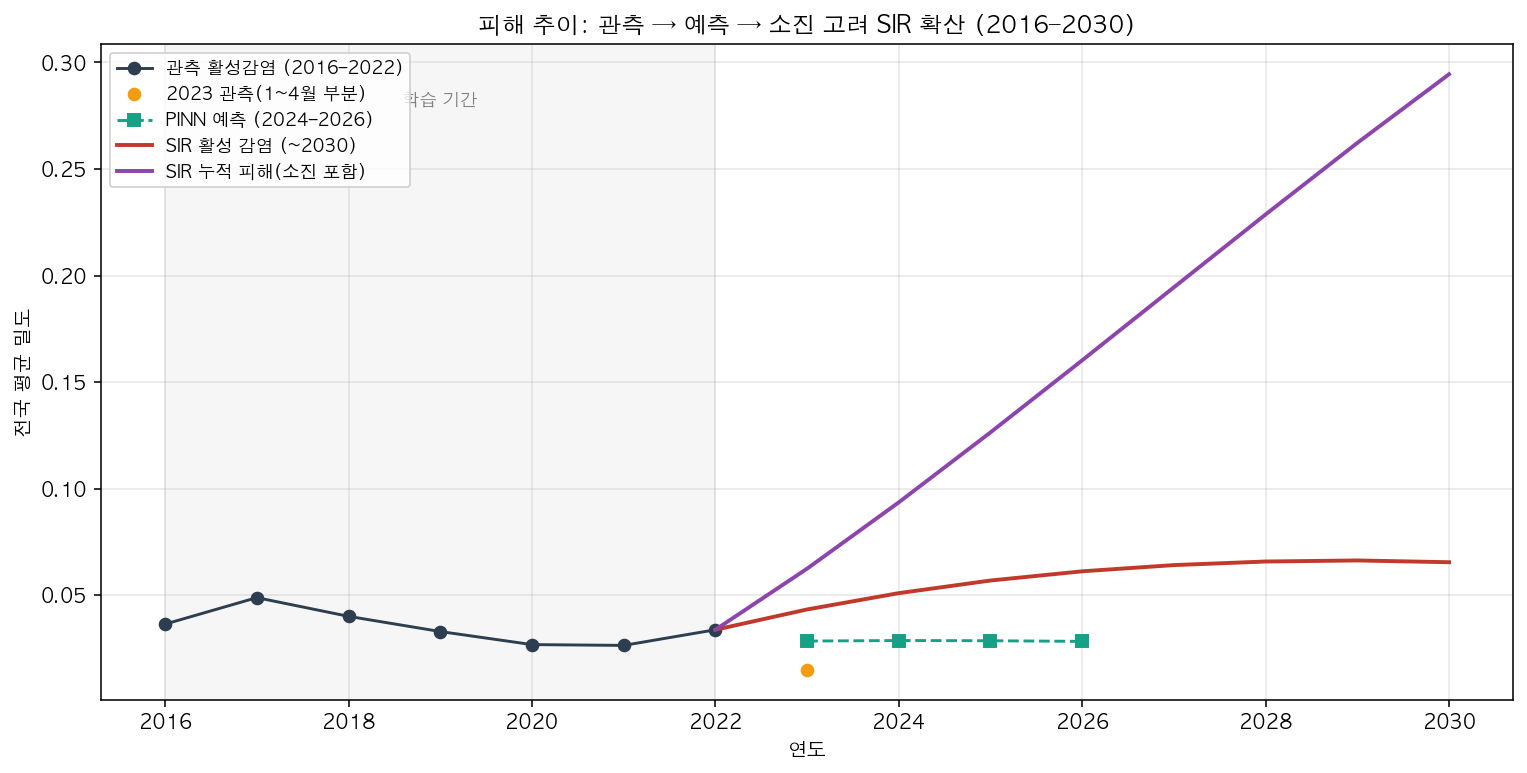 피해 추이: 관측 → 예측 → 소진 고려 SIR 확산 (2016–2030)
관측 활성감염 (2016–2022)
2023 관측(1~4월 부분)
PINN 예측 (2024–2026)
SIR 활성 감염 (~2030)
SIR 누적 피해(소진 포함)
학습 기간
전국 평균 밀도
0.30
0.25
0.20
0.15
0.10
0.05
2016
2018
2020
2022
2024
2026
2028
2030
연도